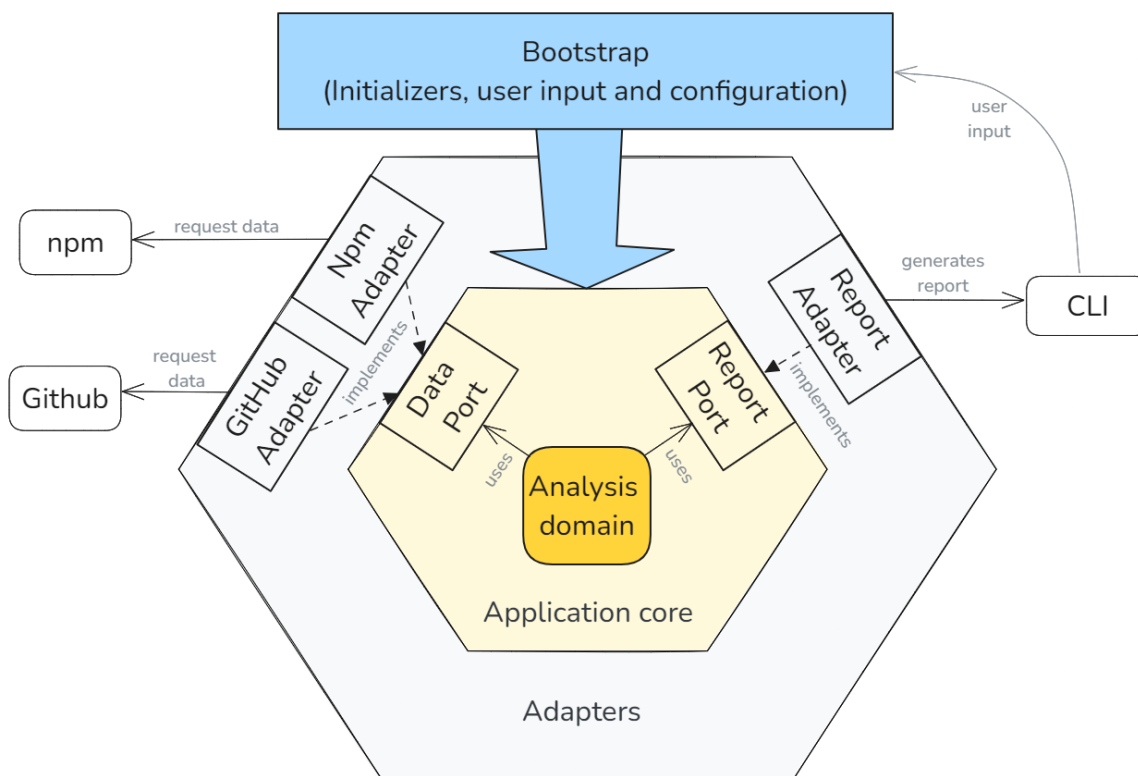 Bootstrap
(Initializers, user input and configuration)
user
input
request data
npm
Npm
Adapter
generates
report
Report
Adapter
CLI
request
data
Github
GitHub
Adapter
implements
Data
Port
Report
Port
implements
uses
uses
Analysis
domain
Application core
Adapters